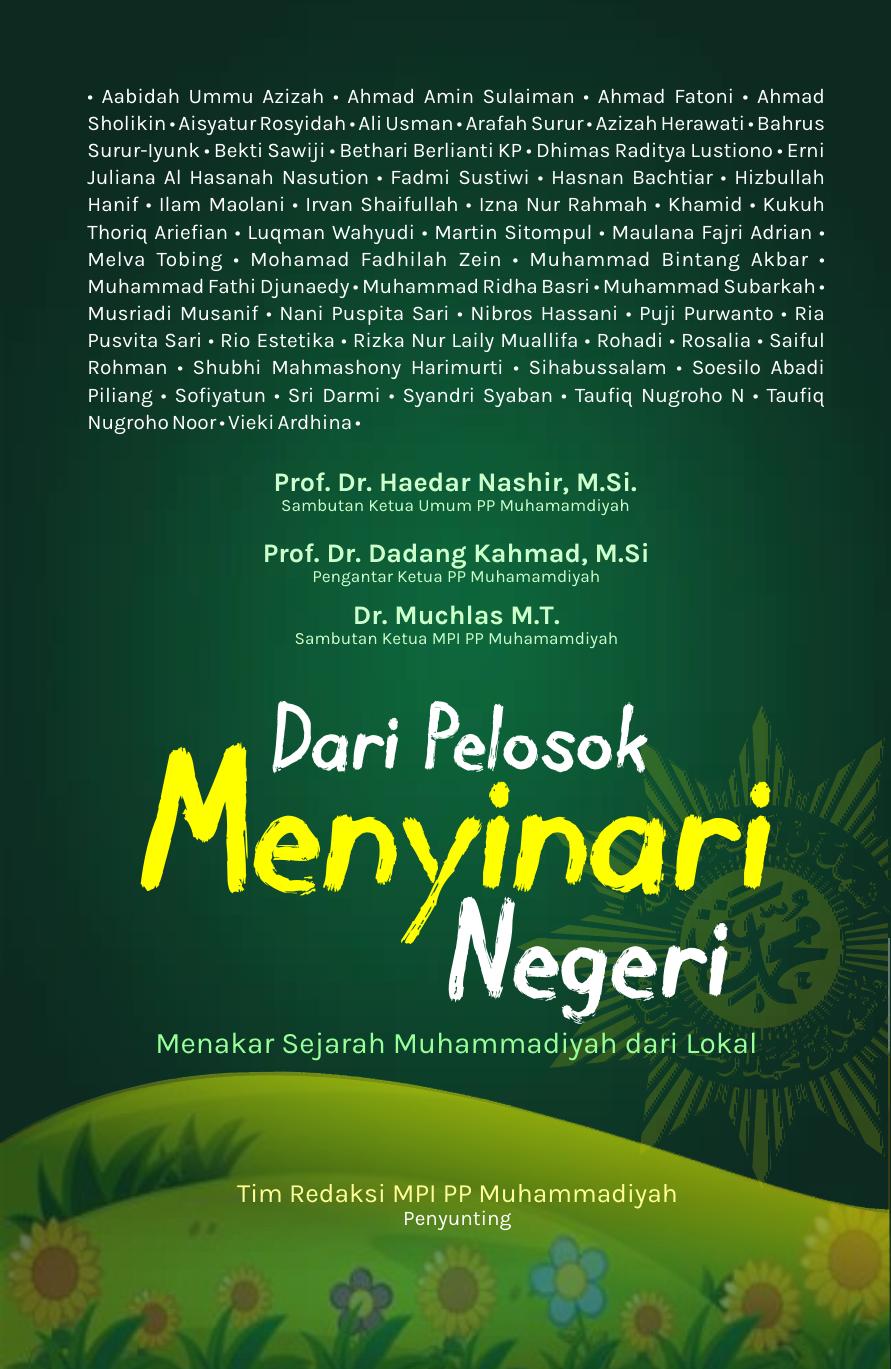 • Aabidah Ummu Azizah • Ahmad Amin Sulaiman • Ahmad Fatoni • Ahmad
Sholikin • Aisyatur Rosyidah • Ali Usman • Arafah Surur • Azizah Herawati • Bahrus
Surur-Iyunk • Bekti Sawiji • Bethari Berlianti KP • Dhimas Raditya Lustiono • Erni
Juliana Al Hasanah Nasution • Fadmi Sustiwi • Hasnan Bachtiar • Hizbullah
Hanif • Ilam Maolani • Irvan Shaifullah • Izna Nur Rahmah • Khamid • Kukuh
Thoriq Ariefian • Luqman Wahyudi • Martin Sitompul • Maulana Fajri Adrian •
Melva Tobing • Mohamad Fadhilah Zein • Muhammad Bintang Akbar •
Muhammad Fathi Djunaedy • Muhammad Ridha Basri • Muhammad Subarkah •
Musriadi Musanif • Nani Puspita Sari • Nibros Hassani • Puji Purwanto • Ria
Pusvita Sari • Rio Estetika • Rizka Nur Laily Muallifa • Rohadi • Rosalia • Saiful
Rohman • Shubhi Mahmashony Harimurti • Sihabussalam • Soesilo Abadi
Piliang • Sofiyatun • Sri Darmi • Syandri Syaban • Taufiq Nugroho N • Taufiq
Nugroho Noor • Vieki Ardhina •
Prof. Dr. Haedar Nashir, M.Si.
Sambutan Ketua Umum PP Muhamamdiyah
Prof. Dr. Dadang Kahmad, M.Si
Pengantar Ketua PP Muhamamdiyah
Dr. Muchlas M.T.
Sambutan Ketua MPI PP Muhamamdiyah
Dari Pelosok
Menyinari
Negeri
محمد
Menakar Sejarah Muhammadiyah dari Lokal
Tim Redaksi MPI PP Muhammadiyah
Penyunting